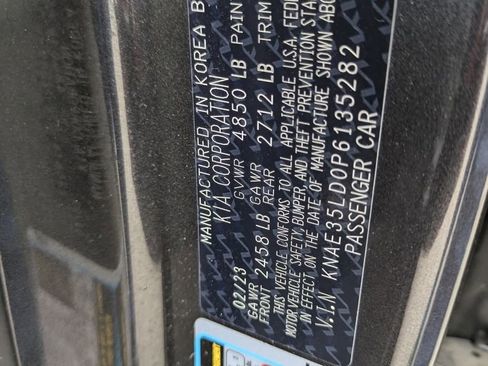 MANUFACTURED IN KOREA B
KIA CORPORATION
02/23 GVWR 4850 LB PAIN
GAWR GAWR
FRONT 2458 LB REAR 2712 LB TRIM
THIS VEHICLE CONFORMS TO ALL APPLICABLE U.S.A. FEDE
MOTOR VEHICLE SAFETY, BUMPER, AND THEFT PREVENTION STA
ON THE DATE OF MANUFACTURE SHOWN ABO
V.I.N KNAE35LD0P6135282
PASSENGER CAR